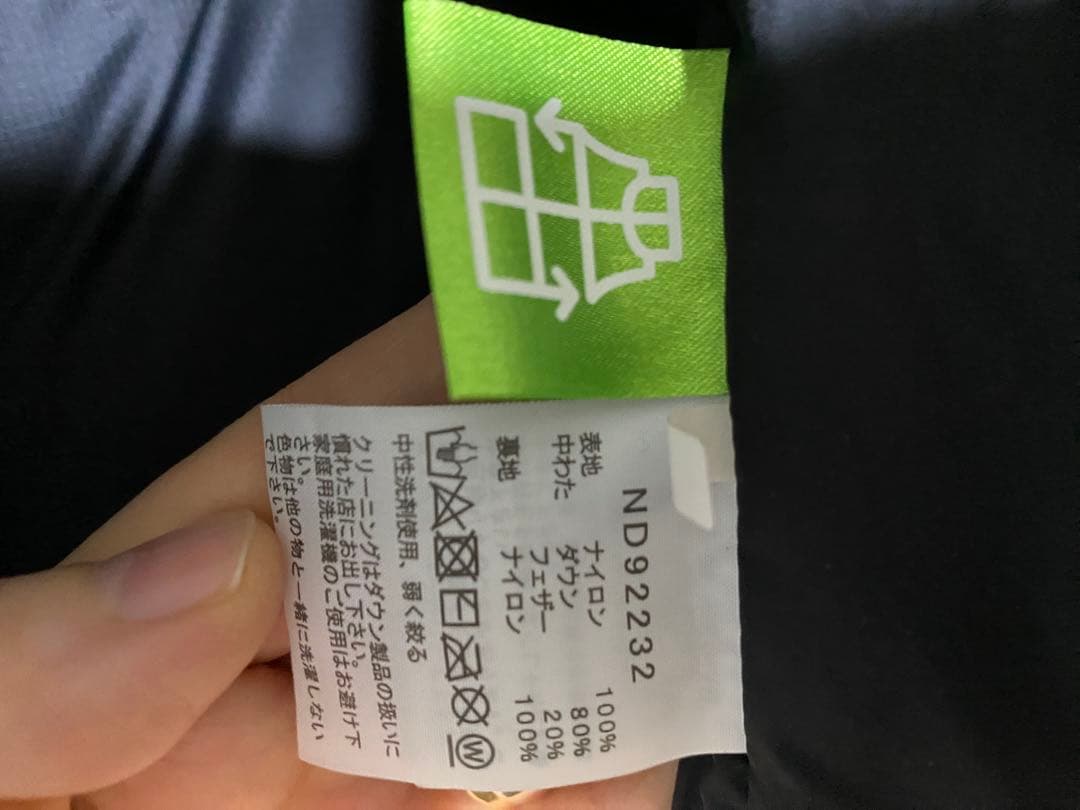 ND92232
表地 ナイロン 100%
中わた ダウン 80%
フェザー 20%
裏地 ナイロン 100%
W
中性洗剤使用、弱く絞る
クリーニングはダウン製品の扱いに
慣れた店にお出し下さい。
家庭用洗濯機のご使用はお避け下
さい。
色物は他の物と一緒に洗濯しない
で下さい。